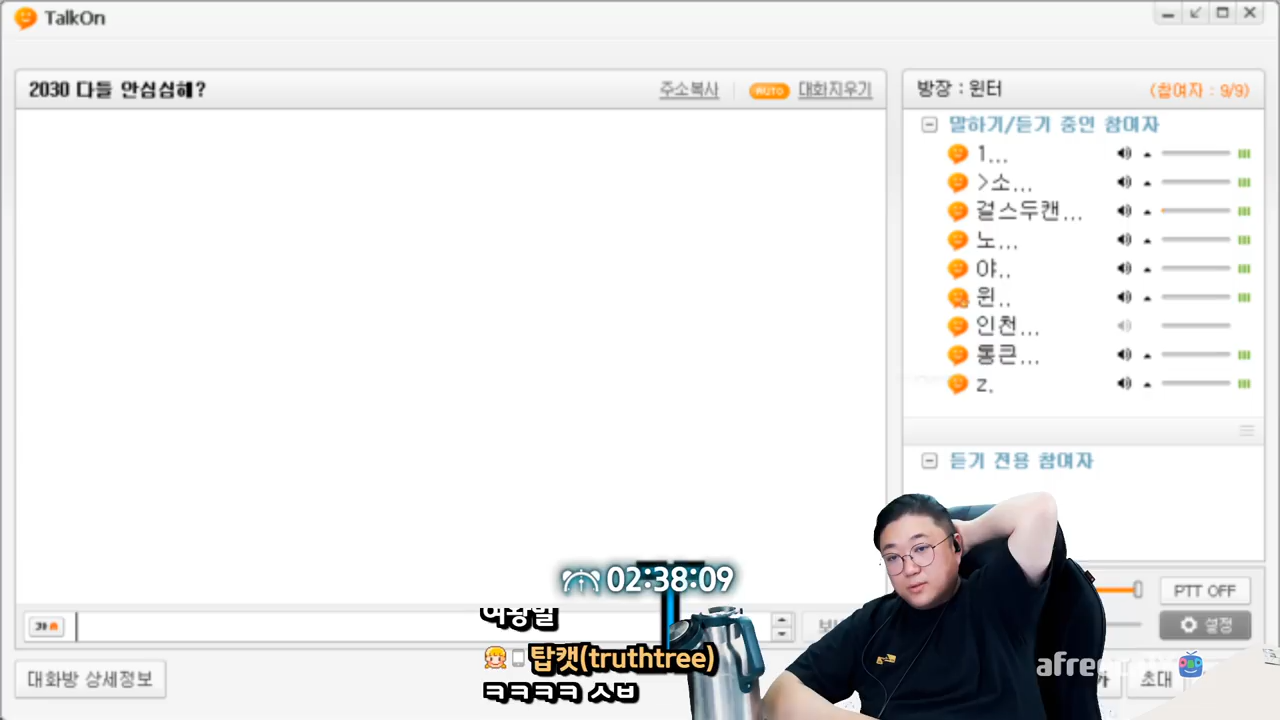 TalkOn
2030 다들 안심심해?
주소복사
AUTO
대화지우기
방장 : 윈터
(참여자 : 9/9)
말하기/듣기 중인 참여자
1...
>소...
걸스두캔...
노...
야..
윈..
인천...
통큰...
z.
듣기 전용 참여자
02:38:09
PTT OFF
가
여왕벌
설정
탑캣(truthtree)
ㅋㅋㅋㅋ ㅅㅂ
대화방 상세정보
초대